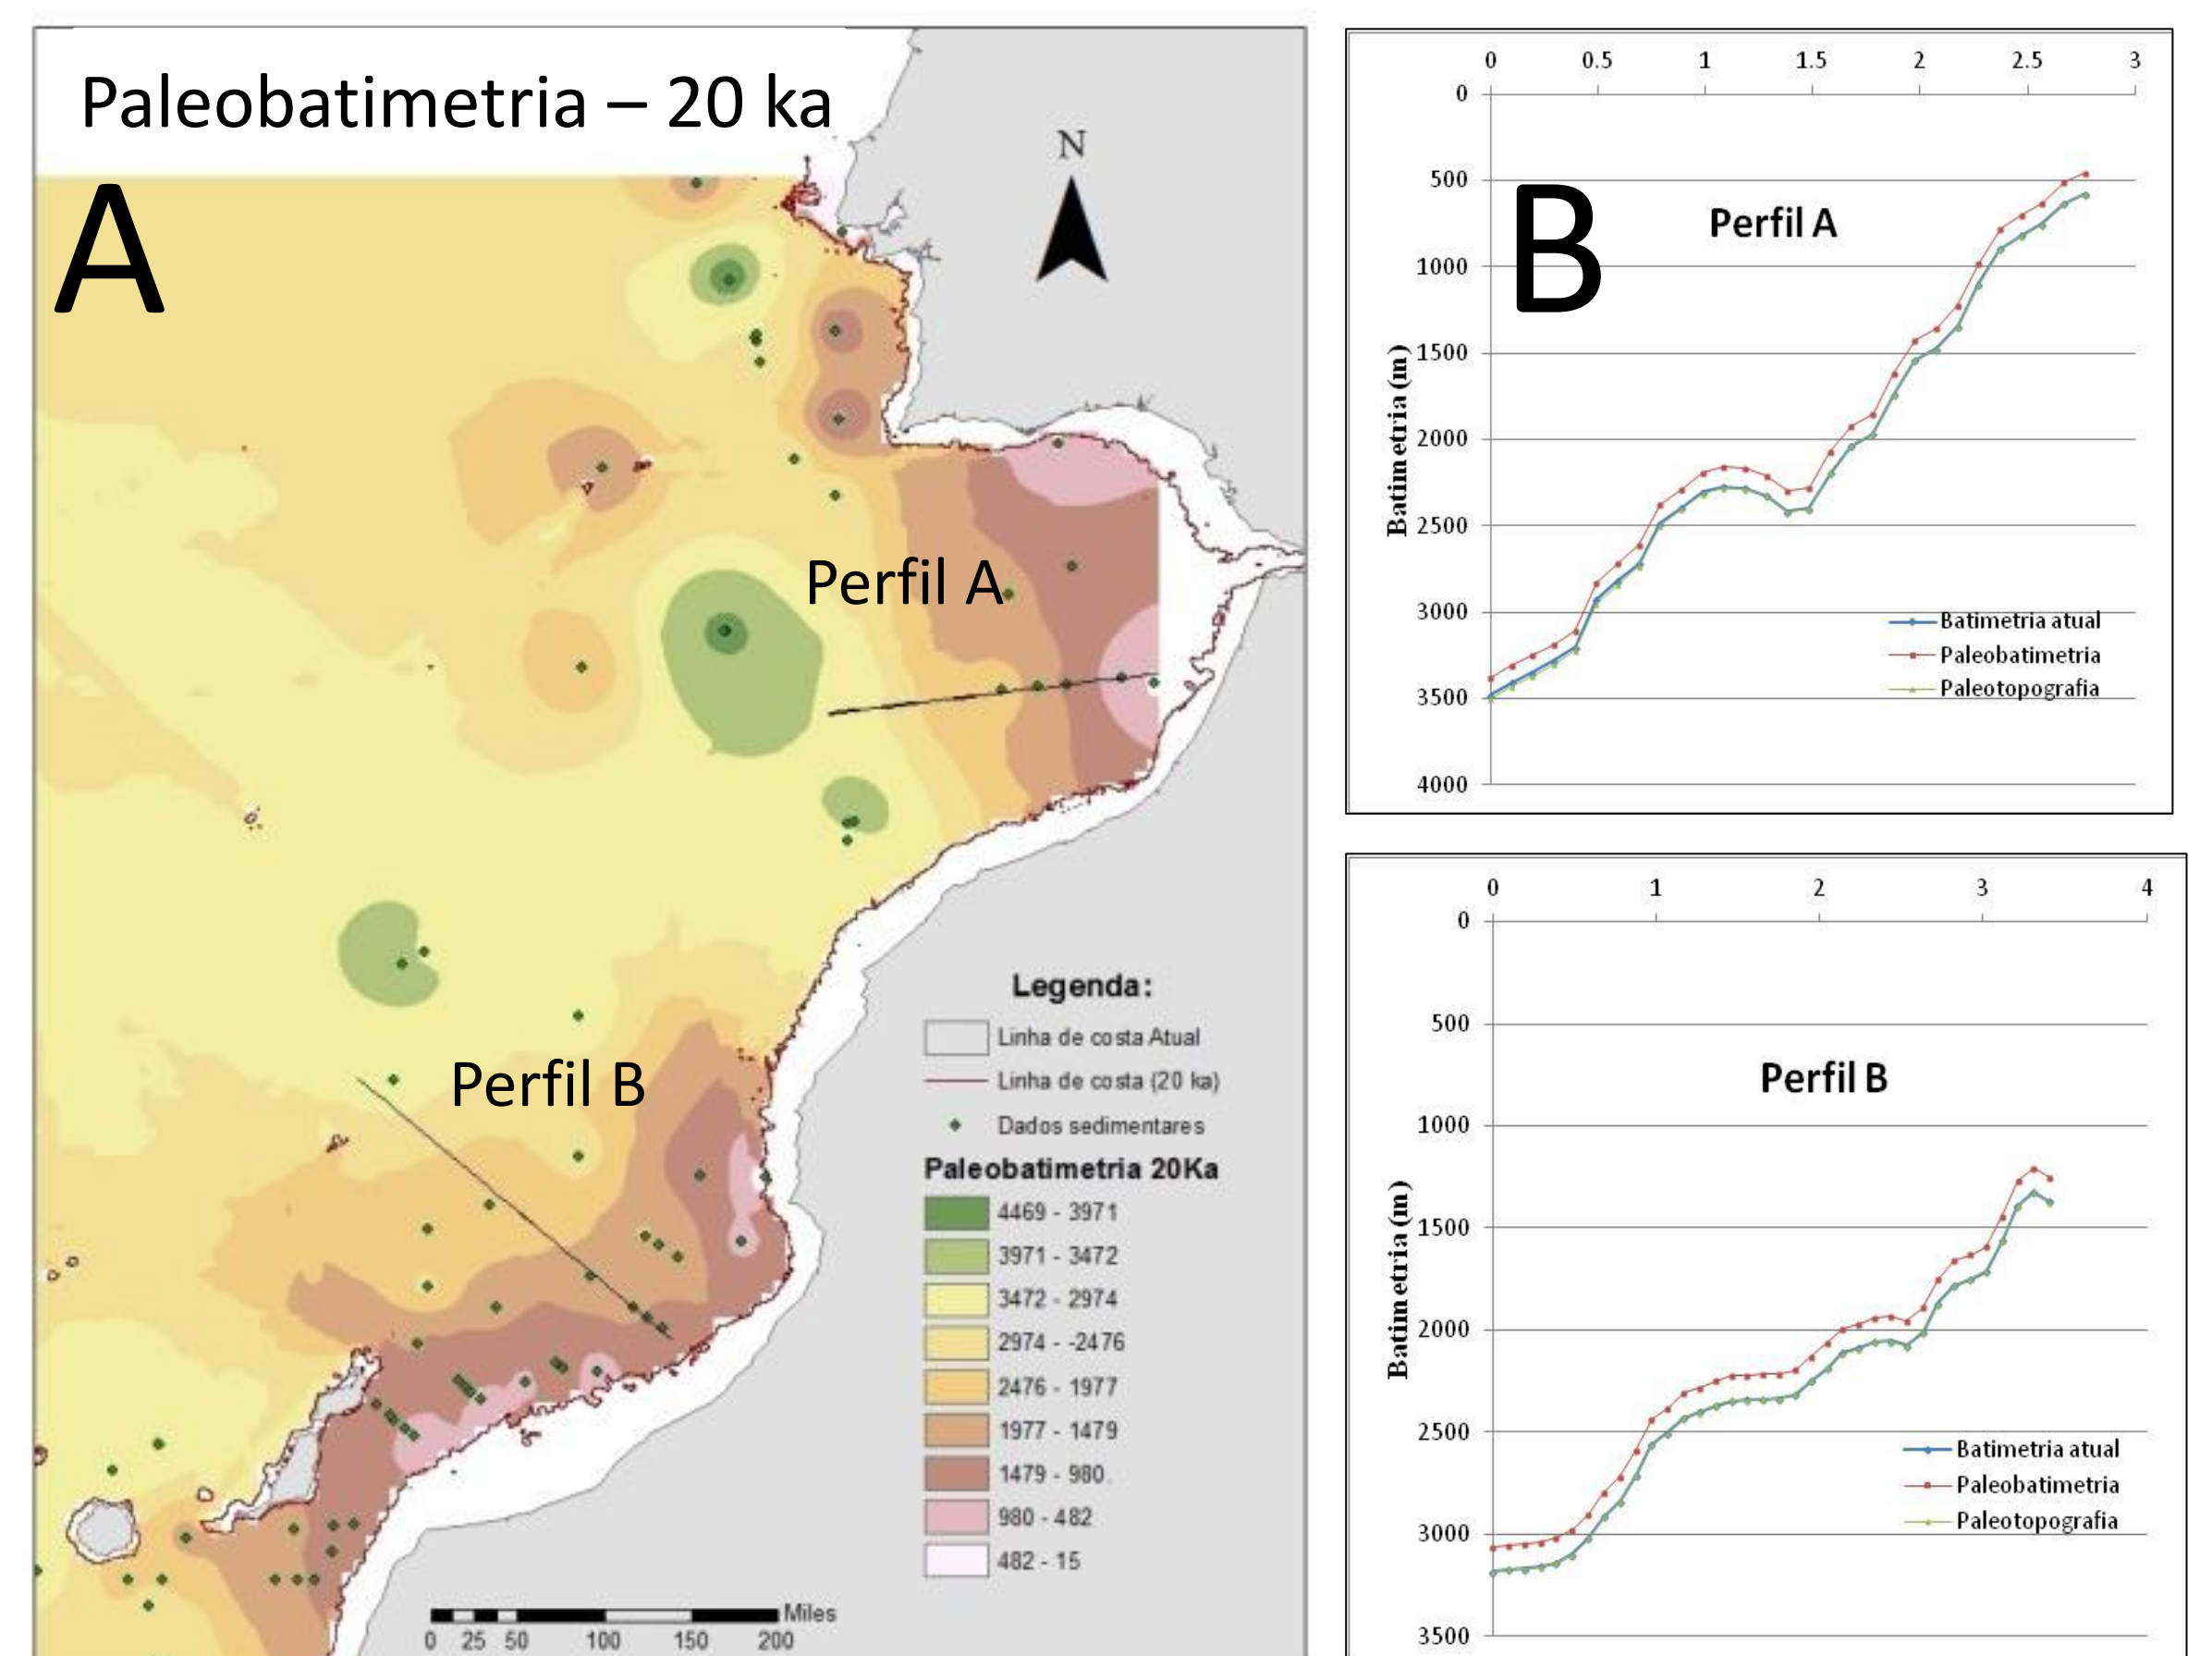 Paleobatimetria – 20 ka
A
N
Perfil A
Perfil B
Legenda:
Linha de costa Atual
Linha de costa (20 ka)
Dados sedimentares
Paleobatimetria 20Ka
4469 - 3971
3971 - 3472
3472 - 2974
2974 - -2476
2476 - 1977
1977 - 1479
1479 - 980.
980 - 482
482 - 15
Miles
0 25 50 100 150 200
0 0.5 1 1.5 2 2.5 3
0
500
B
Perfil A
1000
1500
2000
2500
3000
3500
4000
Batimetria (m)
Batimetria atual
Paleobatimetria
Paleotopografia
0 1 2 3 4
0
500
Perfil B
1000
1500
2000
2500
3000
3500
Batimetria (m)
Batimetria atual
Paleobatimetria
Paleotopografia